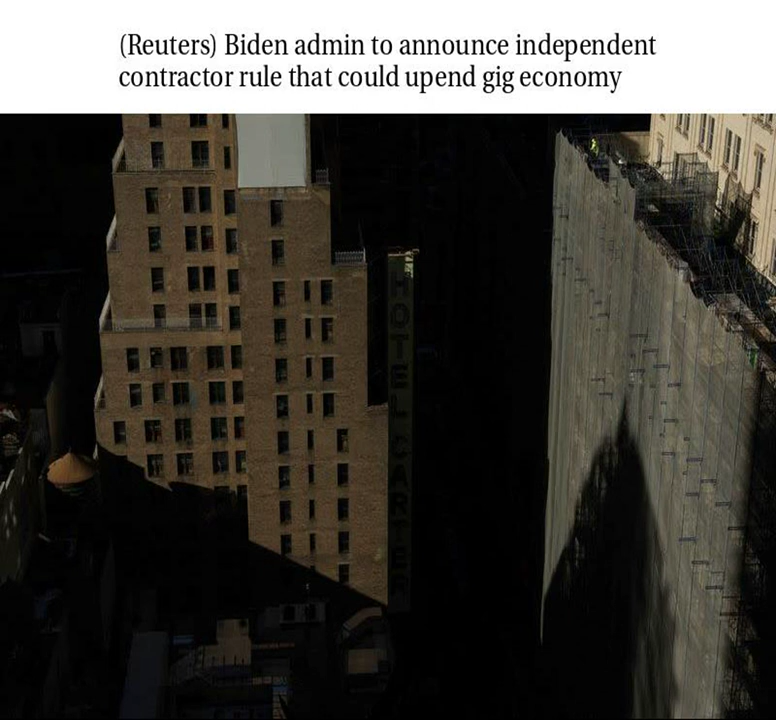 (Reuters) Biden admin to announce independent
contractor rule that could upend gig economy
HOTEL CARTER